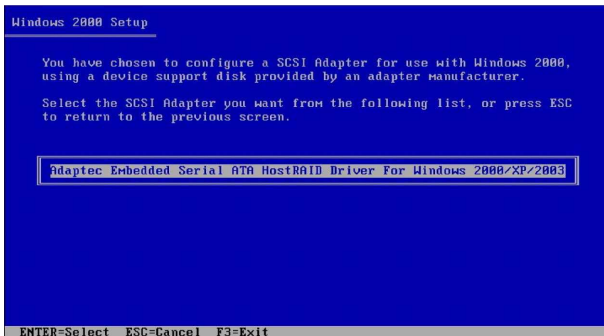 Windows 2000 Setup
You have chosen to configure a SCSI Adapter for use with Windows 2000,
using a device support disk provided by an adapter manufacturer.
Select the SCSI Adapter you want from the following list, or press ESC
to return to the previous screen.
Adaptec Embedded Serial ATA HostRAID Driver For Windows 2000/XP/2003
ENTER=Select ESC=Cancel F3=Exit